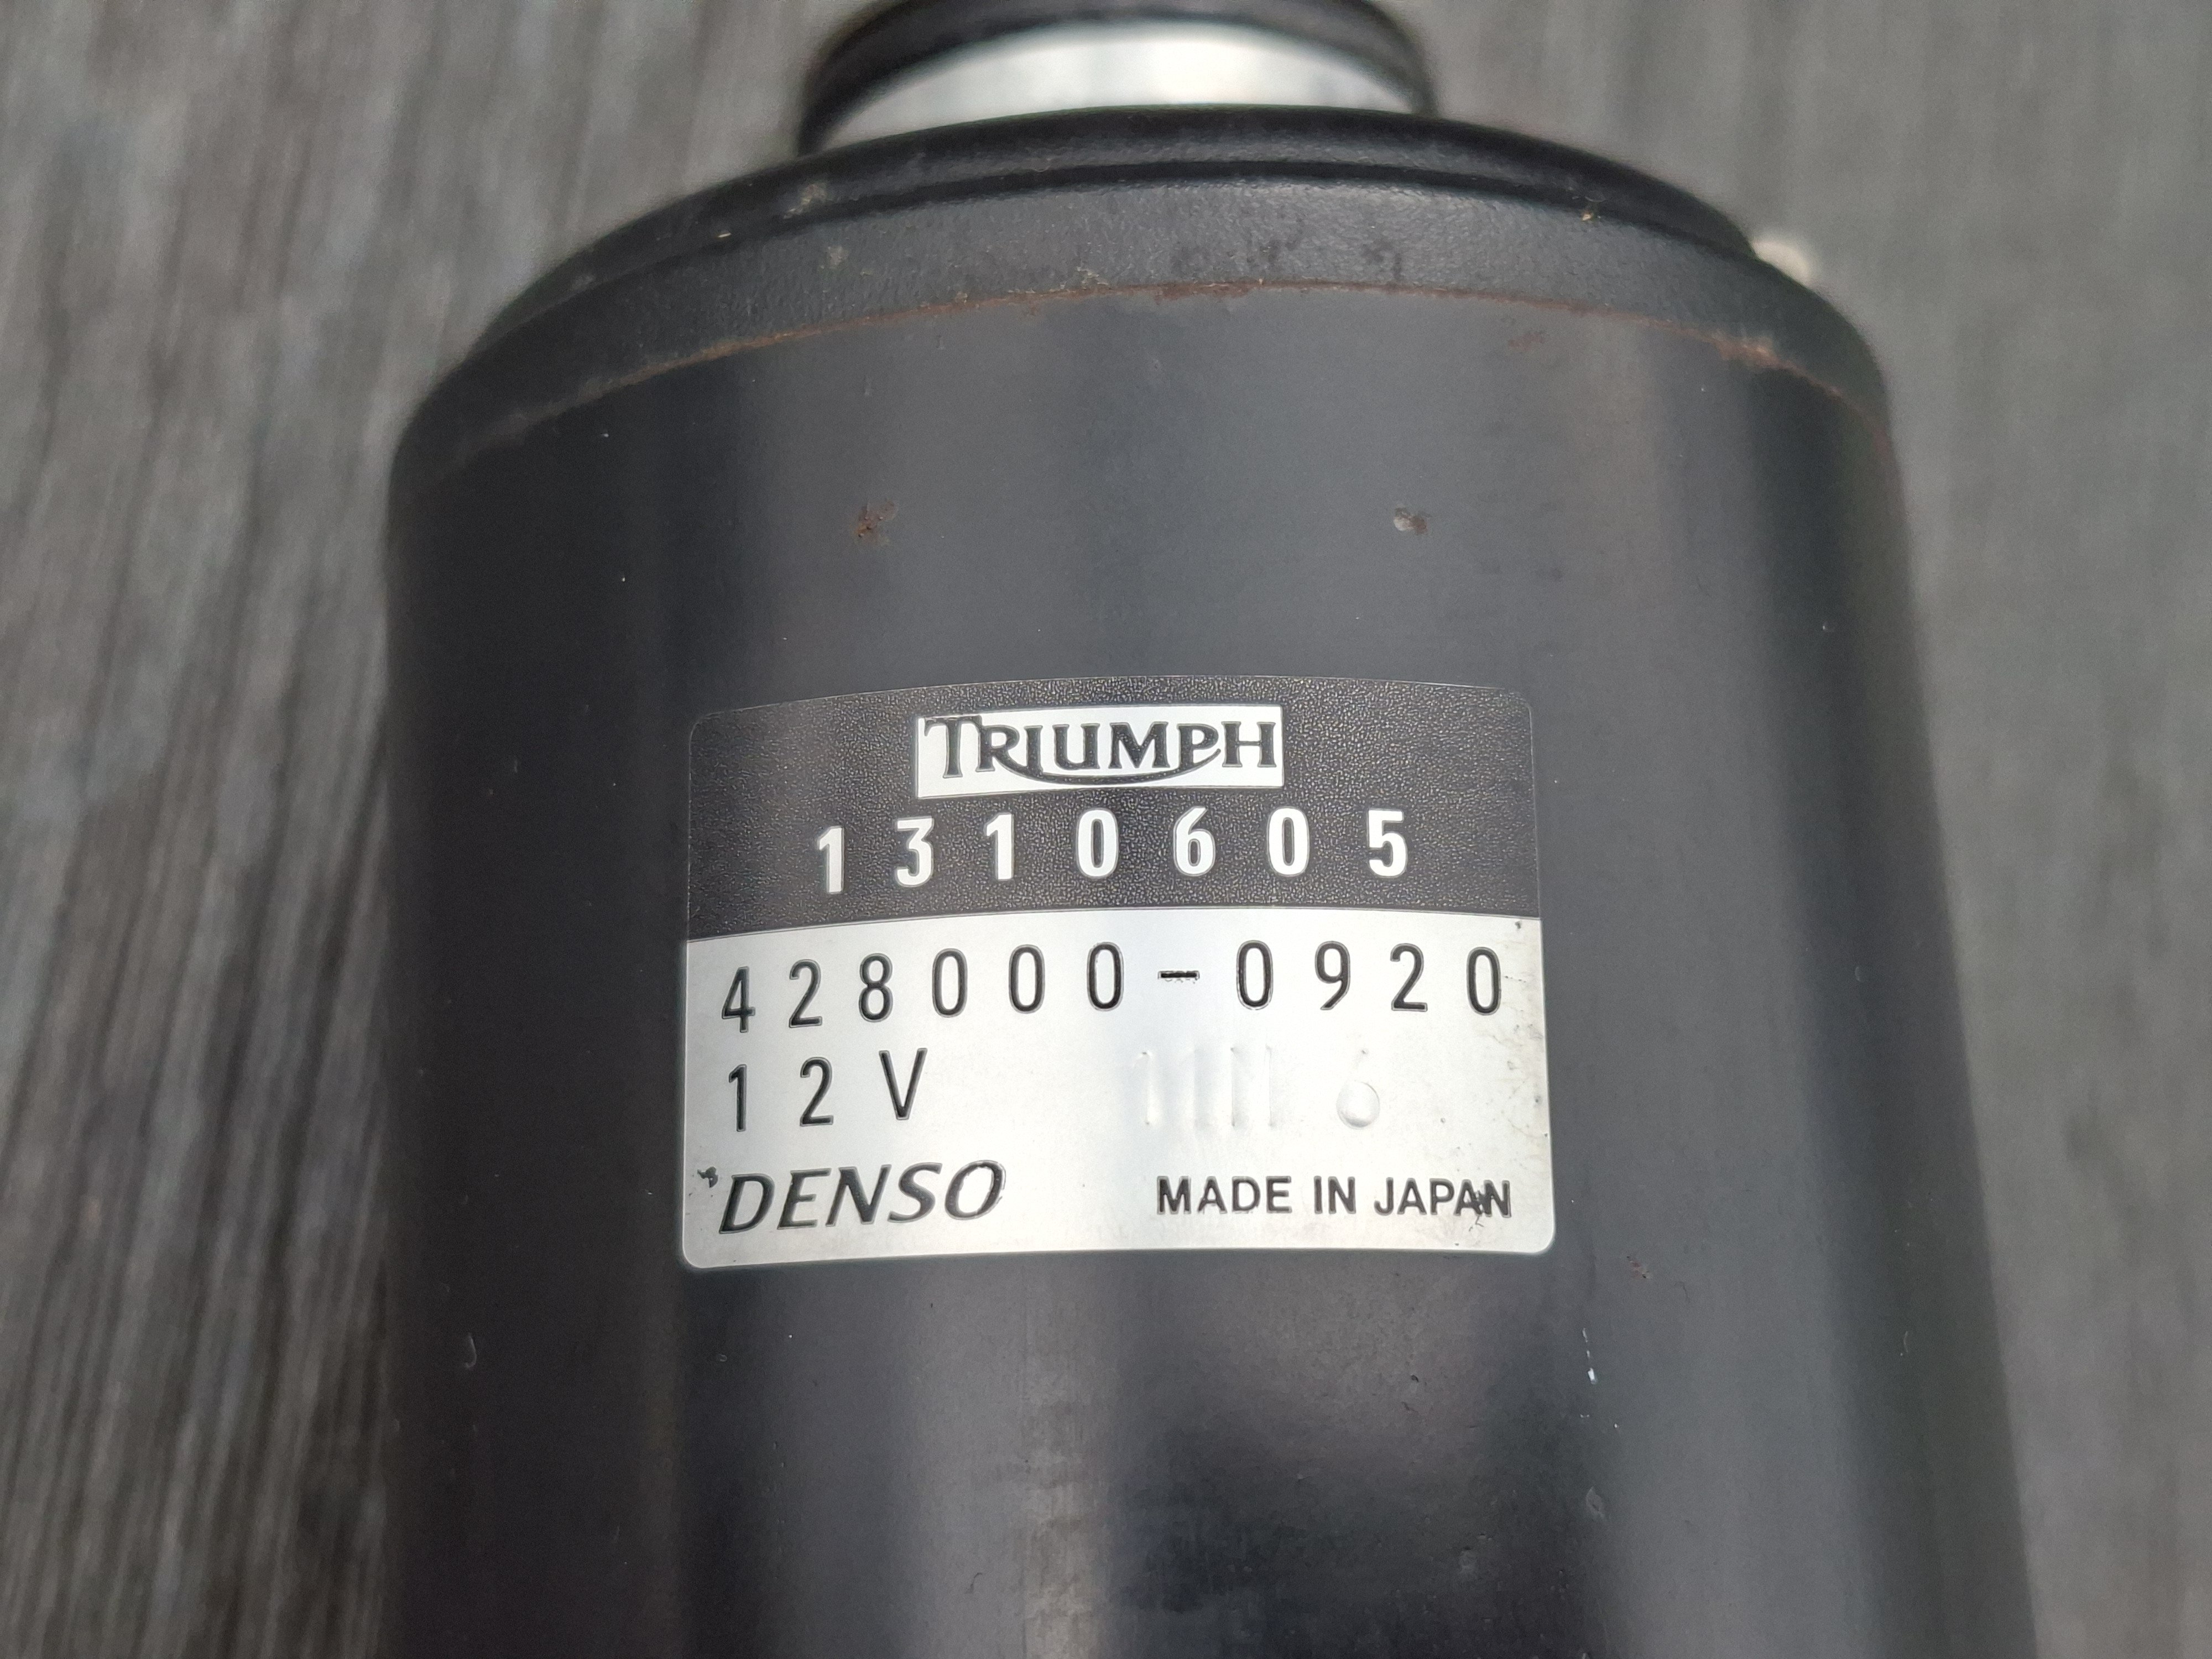 TRIUMPH
1310605
428000-0920
12V
DENSO
MADE IN JAPAN